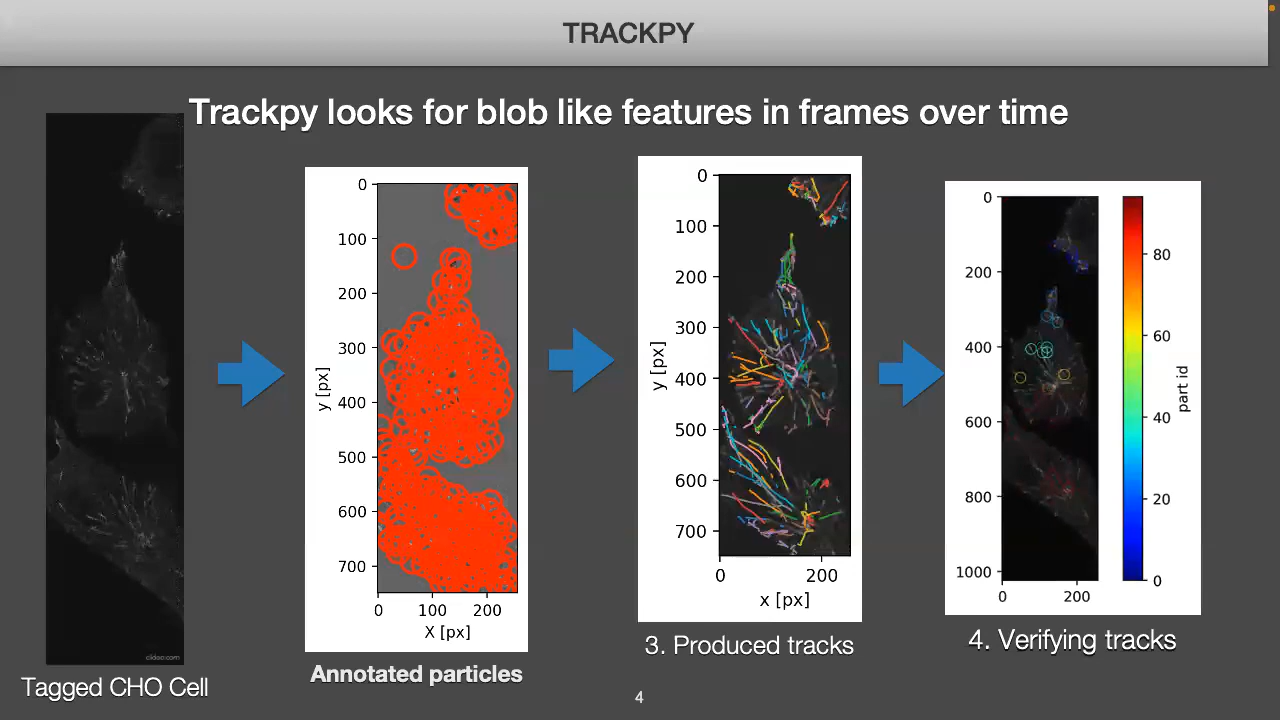 TRACKPY
Trackpy looks for blob like features in frames over time
clideo.com
Tagged CHO Cell
0
100
200
300
400
500
600
700
y [px]
0 100 200
X [px]
Annotated particles
0
100
200
300
400
500
600
700
y [px]
0 200
x [px]
3. Produced tracks
0
200
400
600
800
1000
0 200
80
60
40
20
0
part id
4. Verifying tracks
4